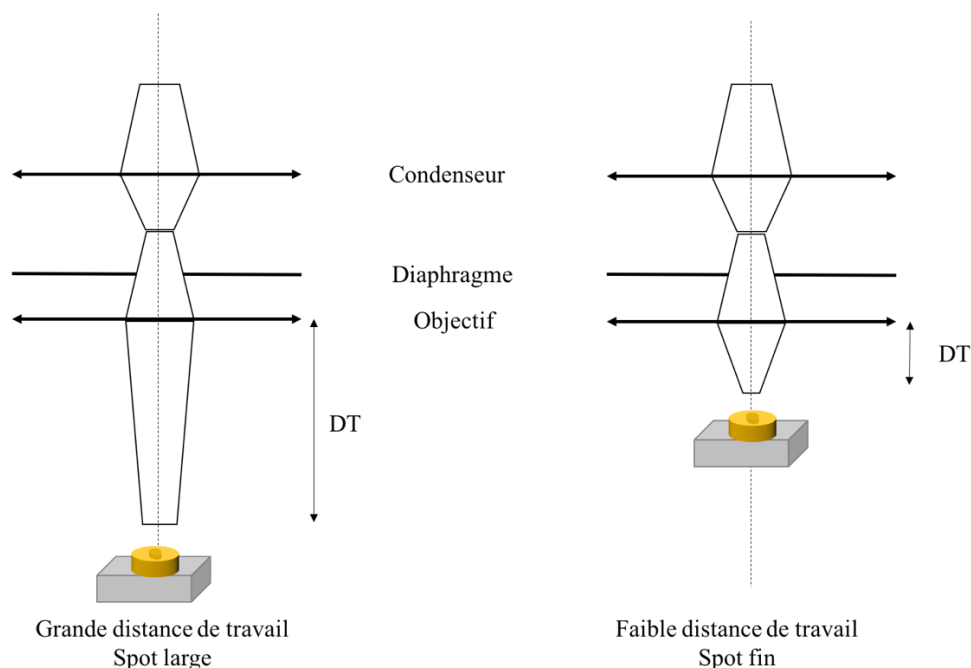 Condenseur
Diaphragme
Objectif
DT
DT
Grande distance de travail
Spot large
Faible distance de travail
Spot fin